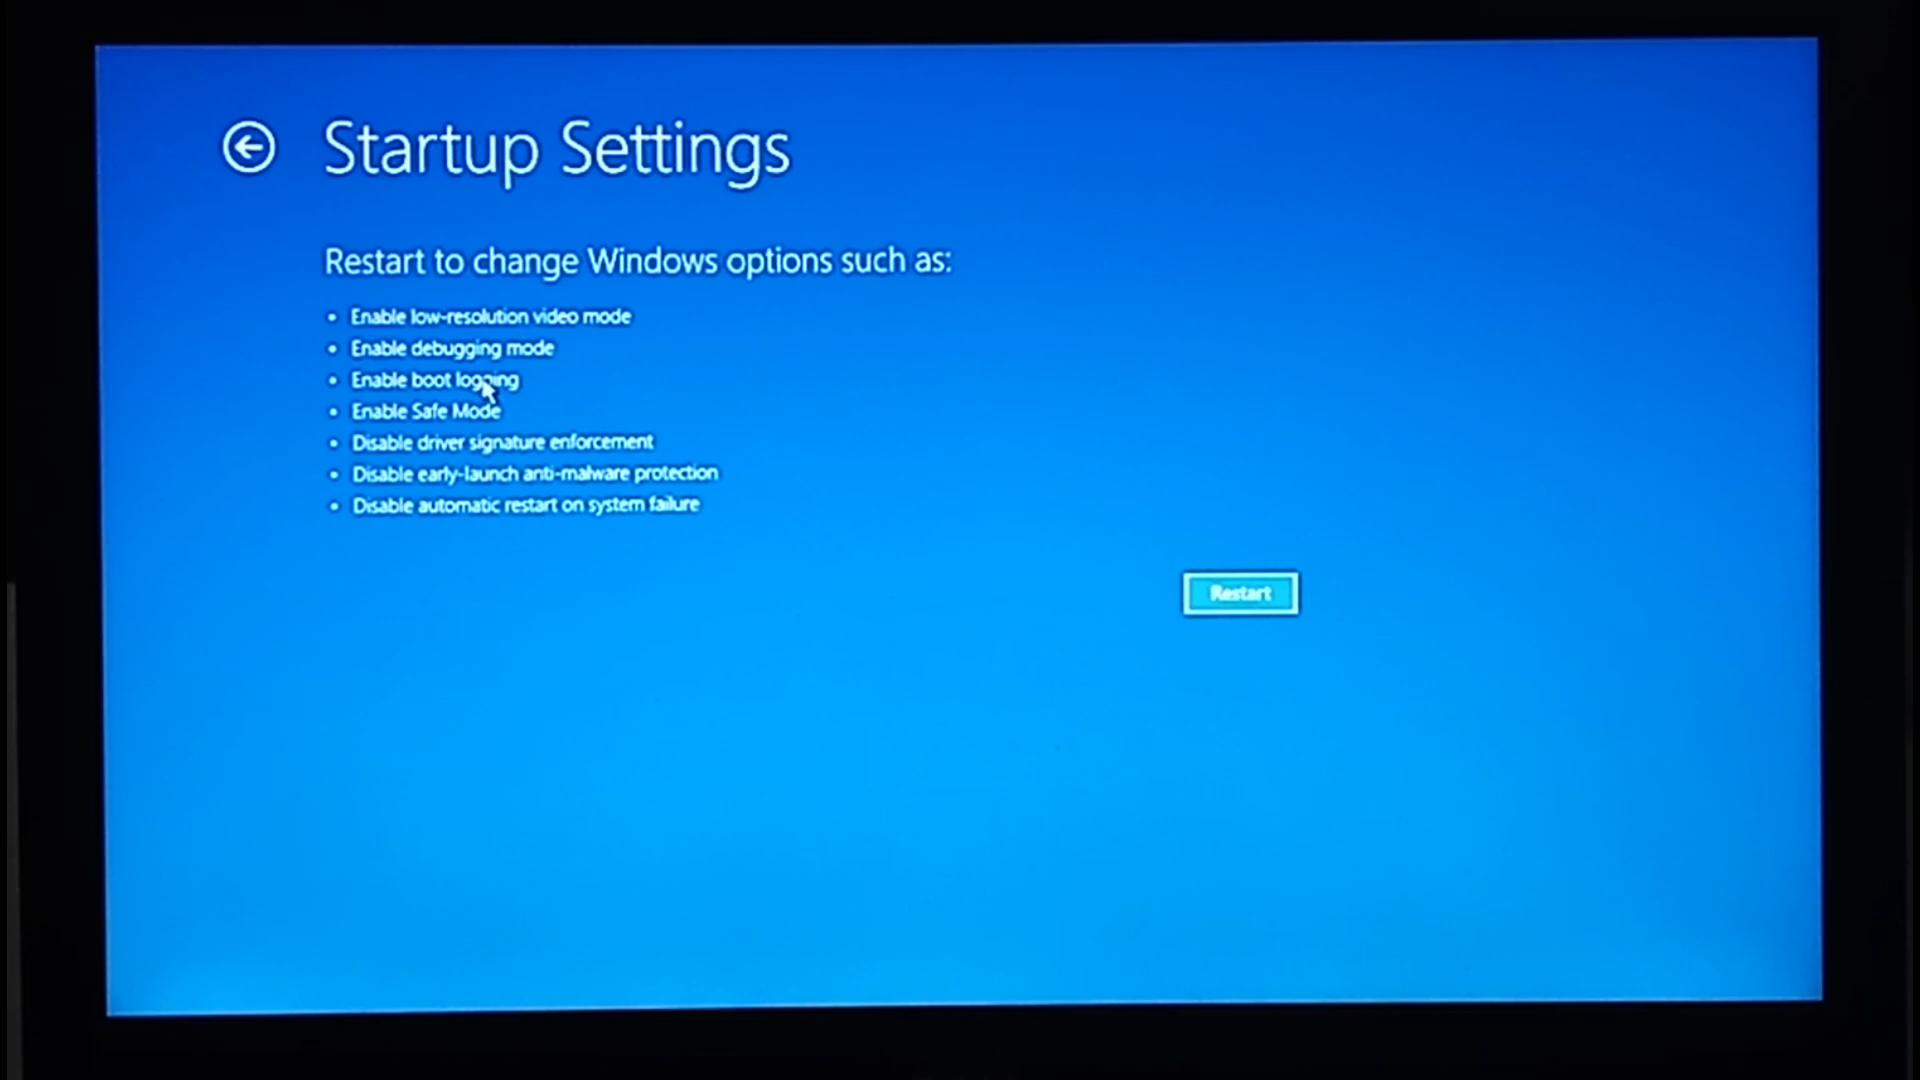 Startup Settings
Restart to change Windows options such as:
• Enable low-resolution video mode
• Enable debugging mode
• Enable boot logging
• Enable Safe Mode
• Disable driver signature enforcement
• Disable early-launch anti-malware protection
• Disable automatic restart on system failure
Restart